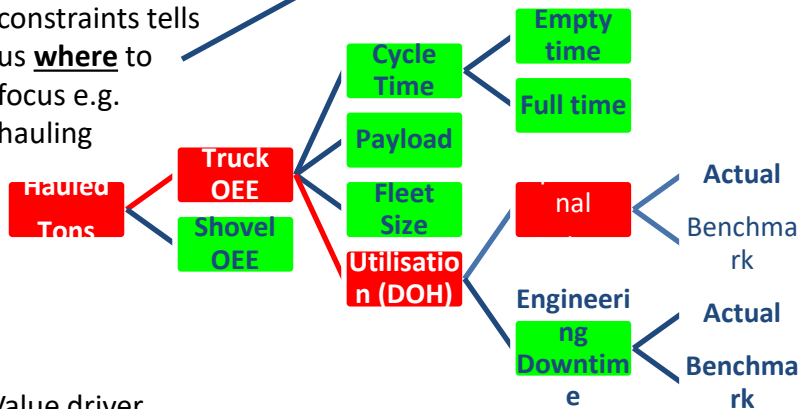 constraints tells
us where to
focus e.g.
hauling
Hauled
Tons
Truck
OEE
Shovel
OEE
Cycle
Time
Payload
Fleet
Size
Utilisatio
n (DOH)
Empty
time
Full time
nal
Engineeri
ng
Downtim
e
Actual
Benchma
rk
Actual
Benchma
rk
Value driver